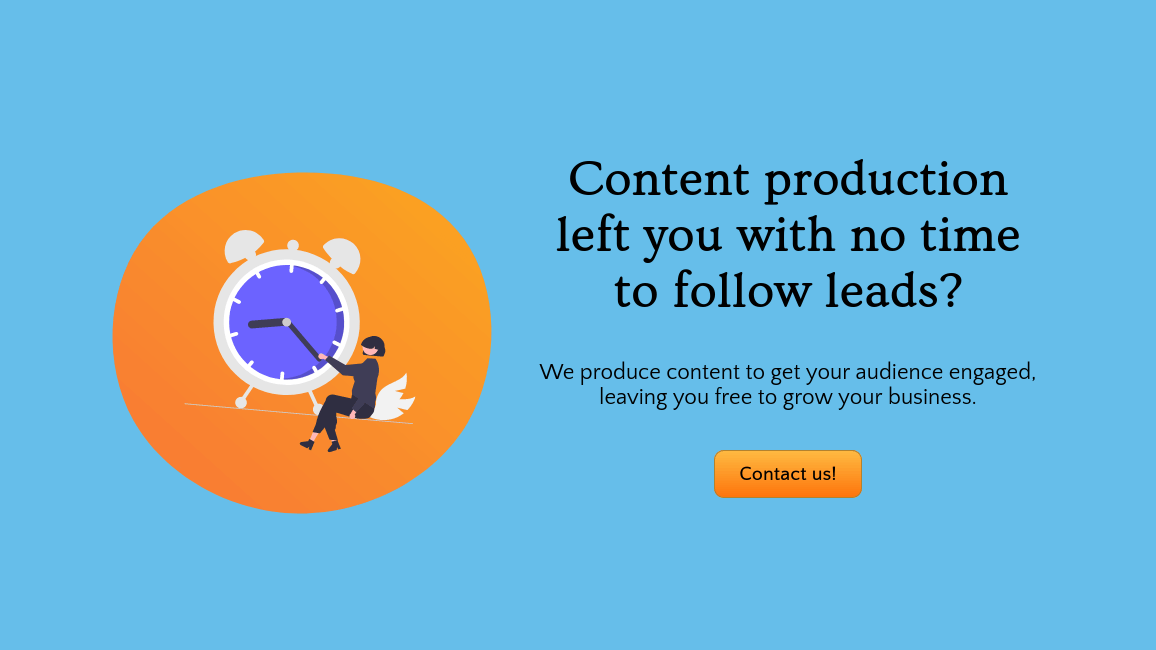 Content production
left you with no time
to follow leads?
We produce content to get your audience engaged,
leaving you free to grow your business.
Contact us!